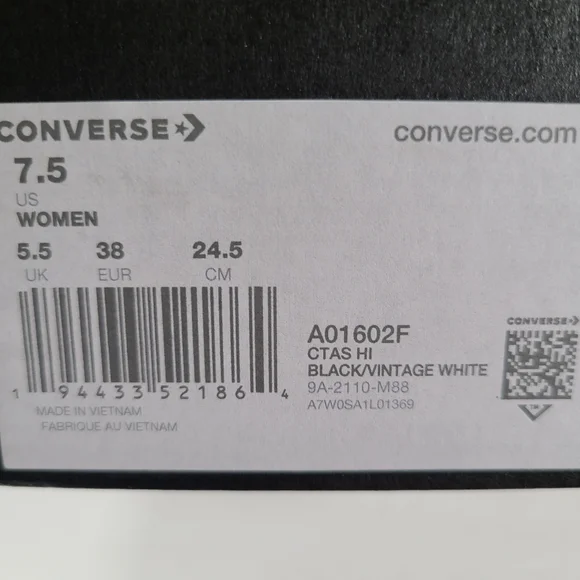 CONVERSE
converse.com
7.5
US
WOMEN
5.5 38 24.5
UK EUR CM
1 94433 52186 4
MADE IN VIETNAM
FABRIQUE AU VIETNAM
A01602F
CTAS HI
BLACK/VINTAGE WHITE
9A-2110-M88
A7W0SA1L01369
CONVERSE